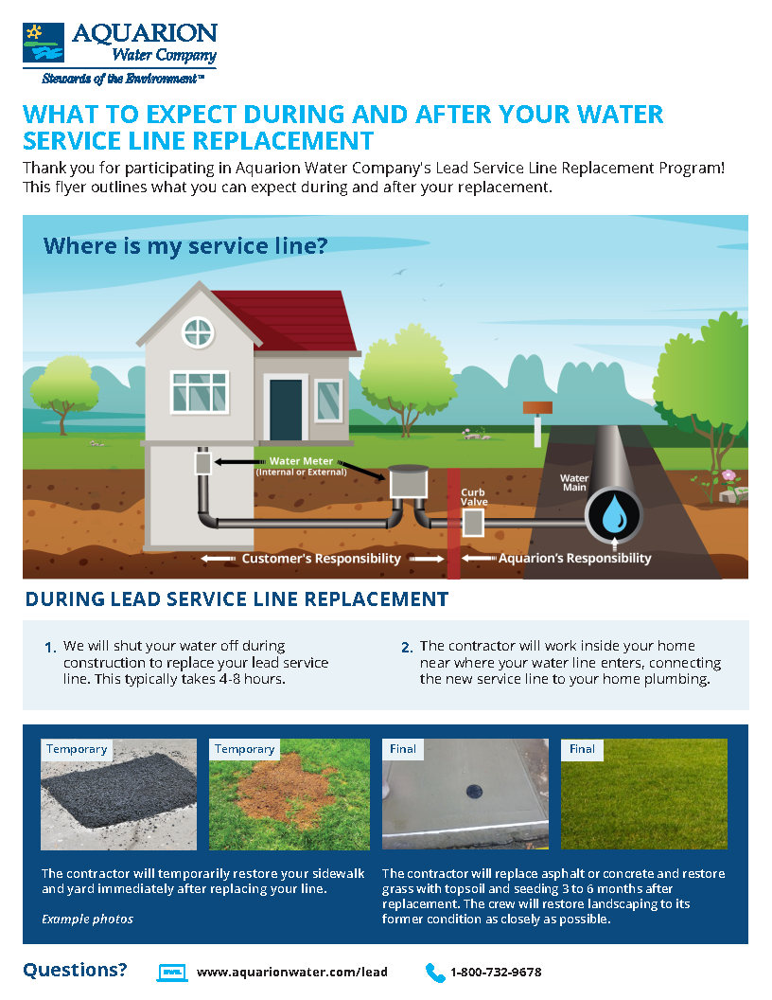 AQUARION
Water Company
Stewards of the Environment™
WHAT TO EXPECT DURING AND AFTER YOUR WATER
SERVICE LINE REPLACEMENT
Thank you for participating in Aquarion Water Company's Lead Service Line Replacement Program!
This flyer outlines what you can expect during and after your replacement.
Where is my service line?
Water Meter
(Internal or External)
Curb
Valve
Water
Main
Customer's Responsibility
Aquarion's Responsibility
DURING LEAD SERVICE LINE REPLACEMENT
1. We will shut your water off during
construction to replace your lead service
line. This typically takes 4-8 hours.
2. The contractor will work inside your home
near where your water line enters, connecting
the new service line to your home plumbing.
Temporary
Temporary
Final
Final
The contractor will temporarily restore your sidewalk
and yard immediately after replacing your line.
Example photos
The contractor will replace asphalt or concrete and restore
grass with topsoil and seeding 3 to 6 months after
replacement. The crew will restore landscaping to its
former condition as closely as possible.
Questions?
www.aquarionwater.com/lead
1-800-732-9678